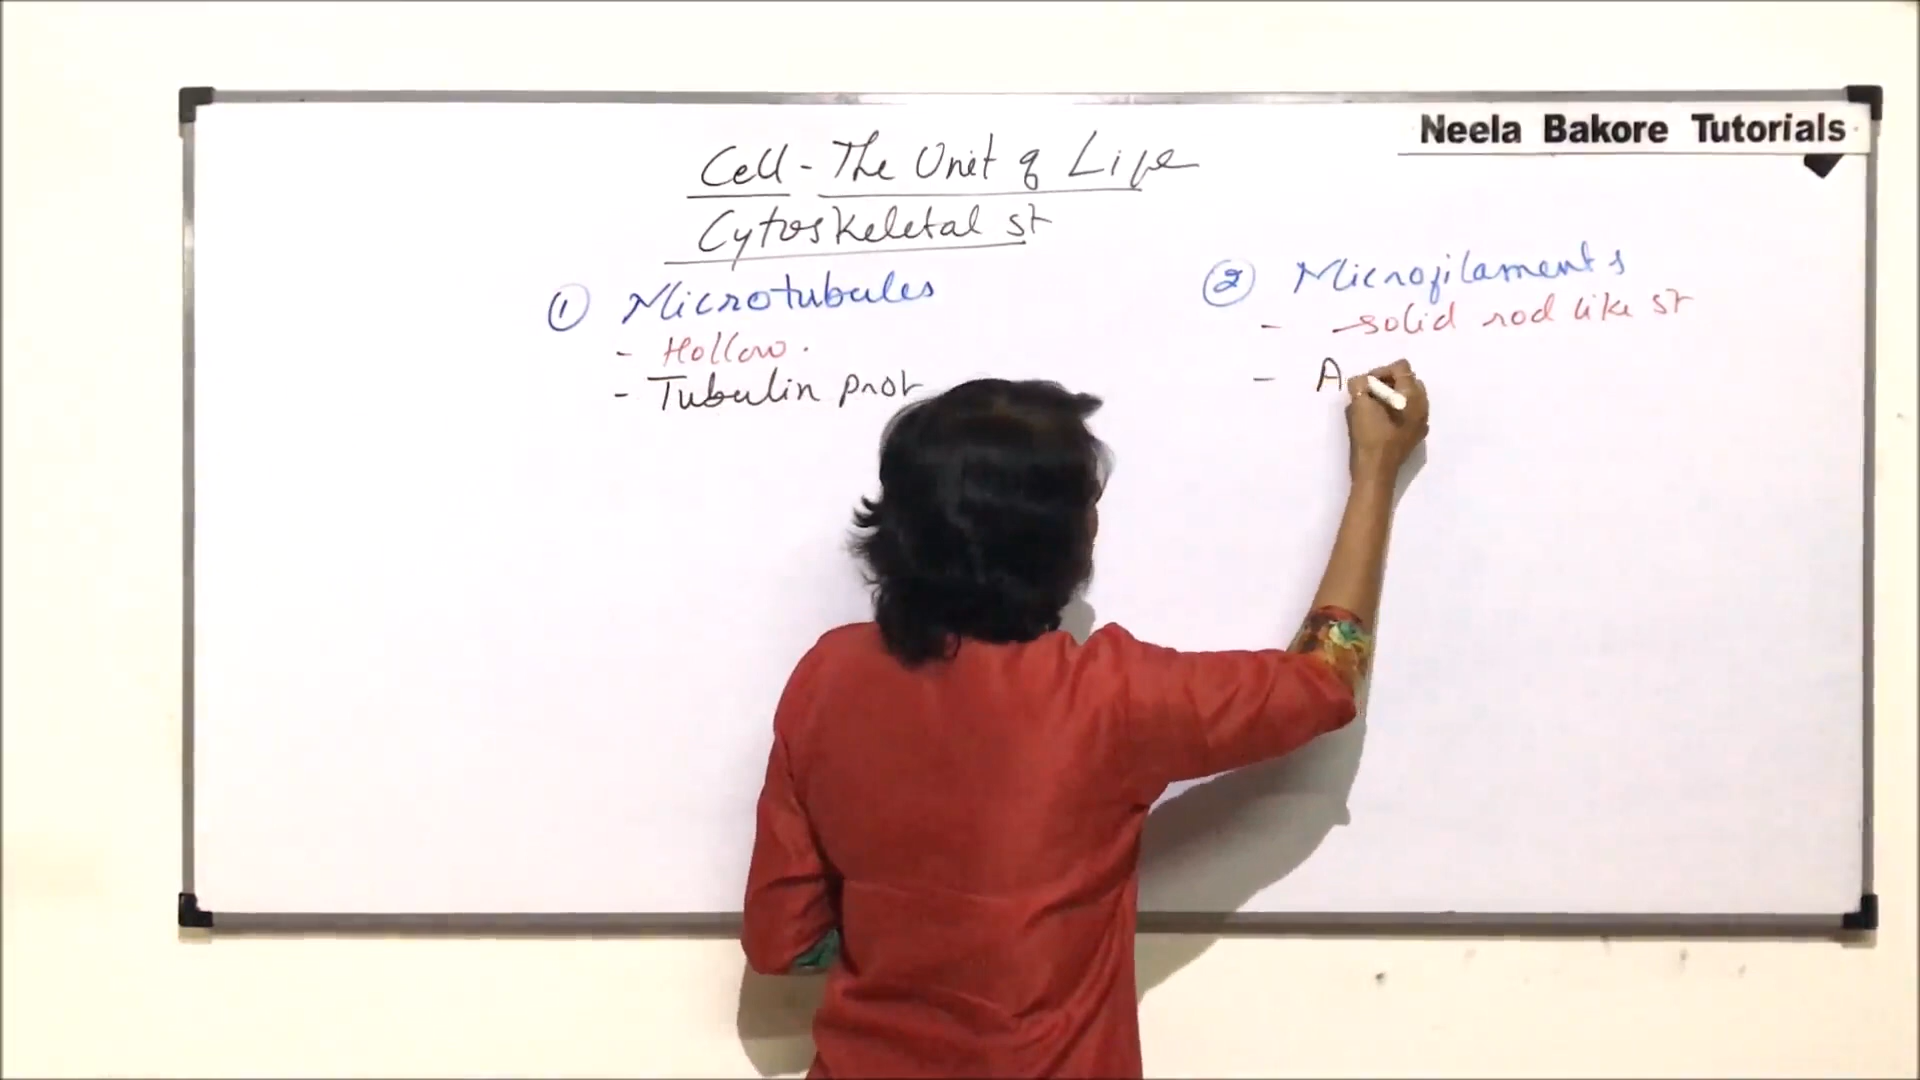 Neela Bakore Tutorials
Cell - The Unit of Life
Cytoskeletal st
① Microtubules
- Hollow.
- Tubulin prot
② Microfilaments
- solid rod like st
- A